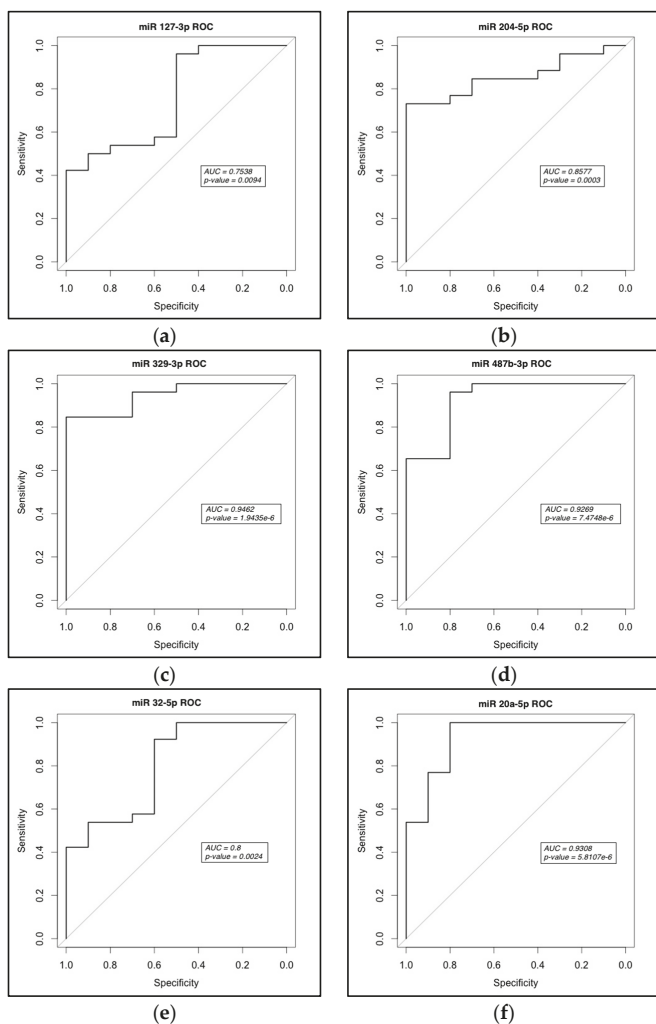 miR 127-3p ROC
Sensitivity
1.0
0.8
0.6
0.4
0.2
0.0
AUC = 0.7538
p-value = 0.0094
1.0 0.8 0.6 0.4 0.2 0.0
Specificity
(a)
miR 204-5p ROC
Sensitivity
1.0
0.8
0.6
0.4
0.2
0.0
AUC = 0.8577
p-value = 0.0003
1.0 0.8 0.6 0.4 0.2 0.0
Specificity
(b)
miR 329-3p ROC
Sensitivity
1.0
0.8
0.6
0.4
0.2
0.0
AUC = 0.9462
p-value = 1.9435e-6
1.0 0.8 0.6 0.4 0.2 0.0
Specificity
(c)
miR 487b-3p ROC
Sensitivity
1.0
0.8
0.6
0.4
0.2
0.0
AUC = 0.9269
p-value = 7.4748e-6
1.0 0.8 0.6 0.4 0.2 0.0
Specificity
(d)
miR 32-5p ROC
Sensitivity
1.0
0.8
0.6
0.4
0.2
0.0
AUC = 0.8
p-value = 0.0024
1.0 0.8 0.6 0.4 0.2 0.0
Specificity
(e)
miR 20a-5p ROC
Sensitivity
1.0
0.8
0.6
0.4
0.2
0.0
AUC = 0.9308
p-value = 5.8107e-6
1.0 0.8 0.6 0.4 0.2 0.0
Specificity
(f)